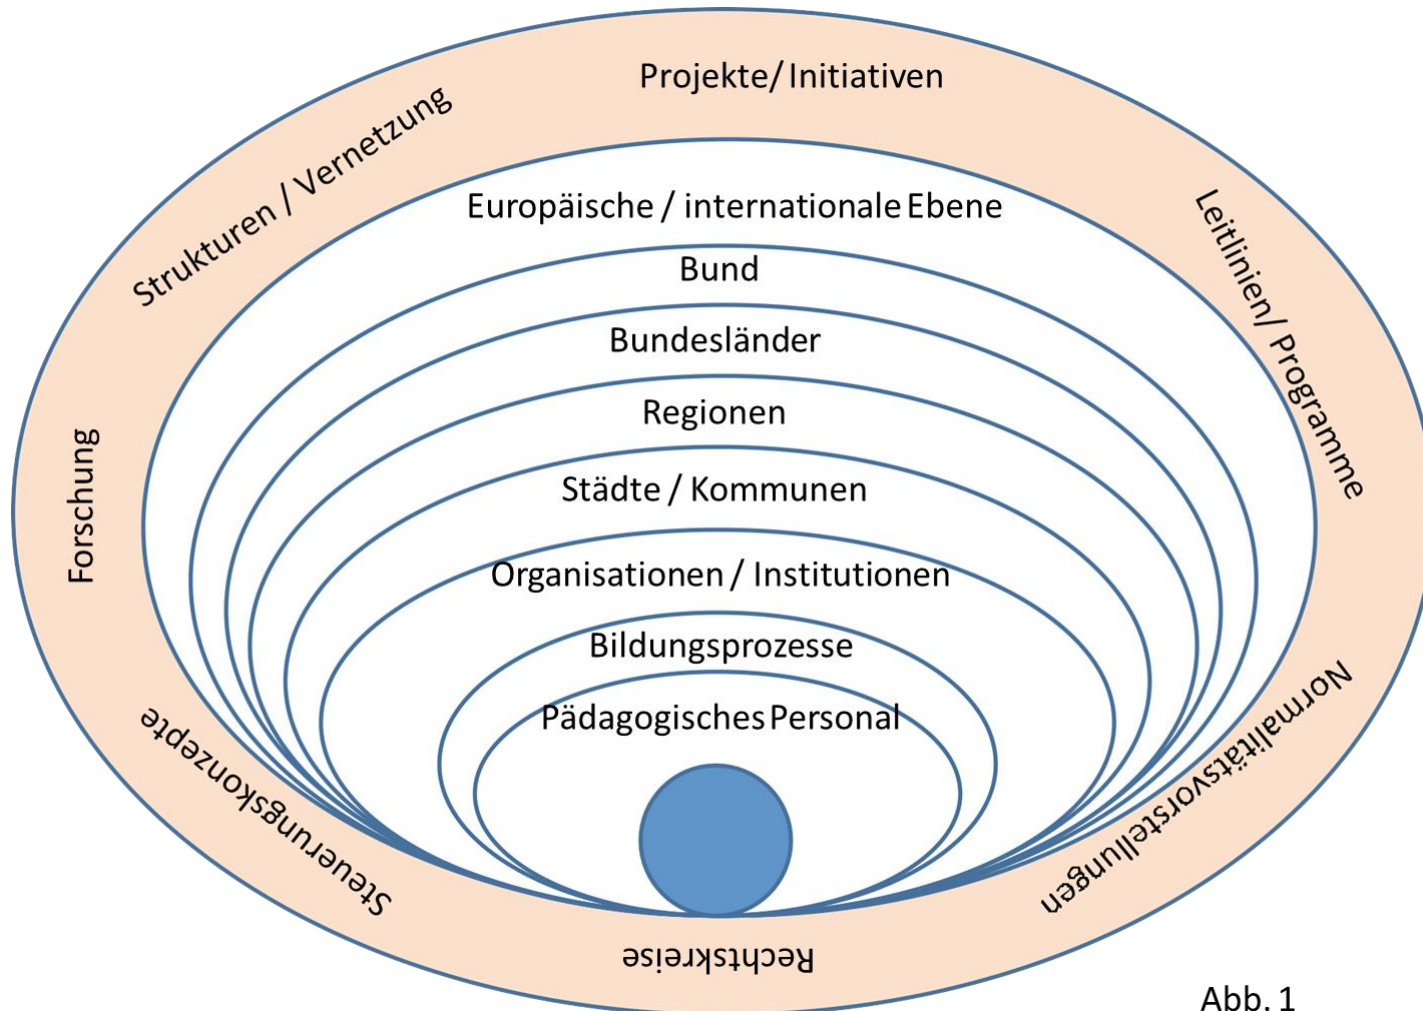 Projekte/ Initiativen
Strukturen / Vernetzung
Leitlinien/ Programme
Europäische / internationale Ebene
Bund
Bundesländer
Regionen
Städte / Kommunen
Organisationen / Institutionen
Bildungsprozesse
Pädagogisches Personal
Forschung
Steuerungskonzepte
Normalitätsvorstellungen
Rechtskreise
Abb. 1